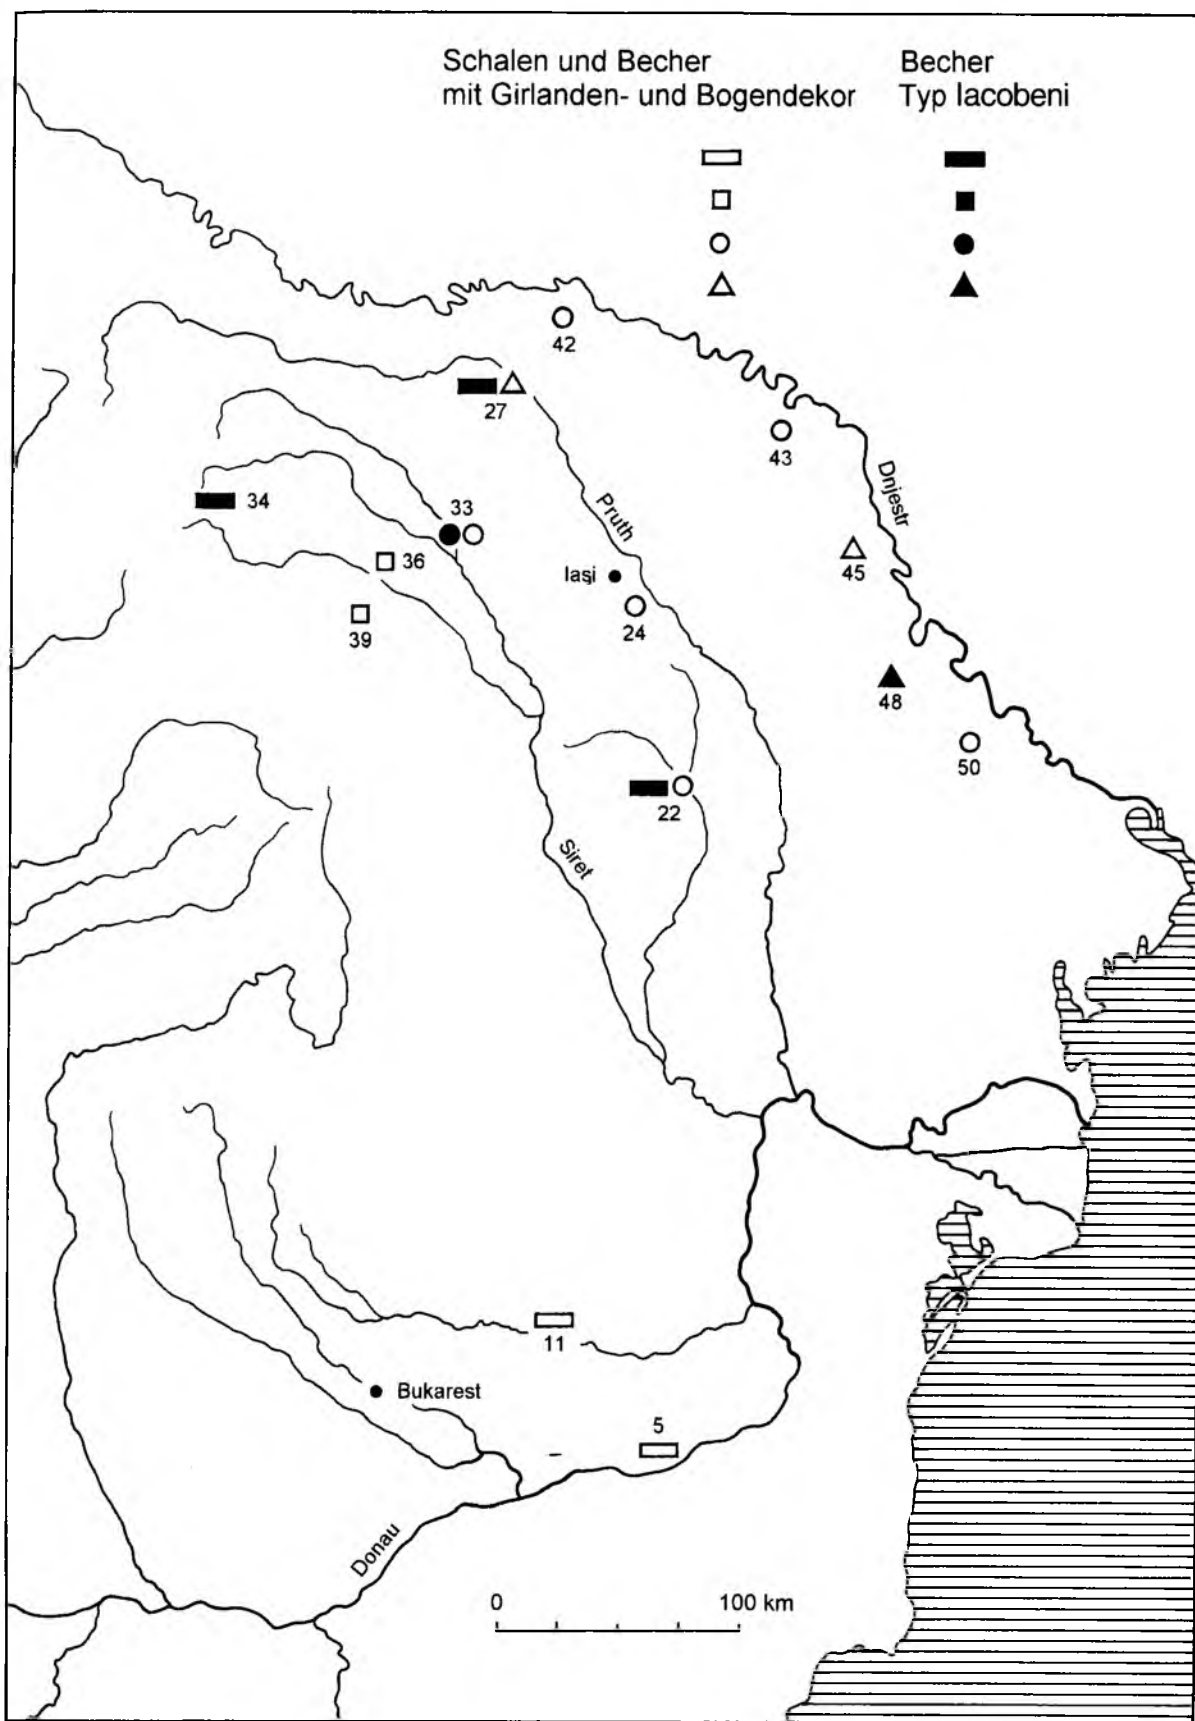 Schalen und Becher
mit Girlanden- und Bogendekor
Becher
Typ Iacobeni
42
27
43
Dnjestr
34
33
Pruth
36
Iaşi
45
24
39
48
50
22
Siret
11
Bukarest
5
Donau
0 100 km